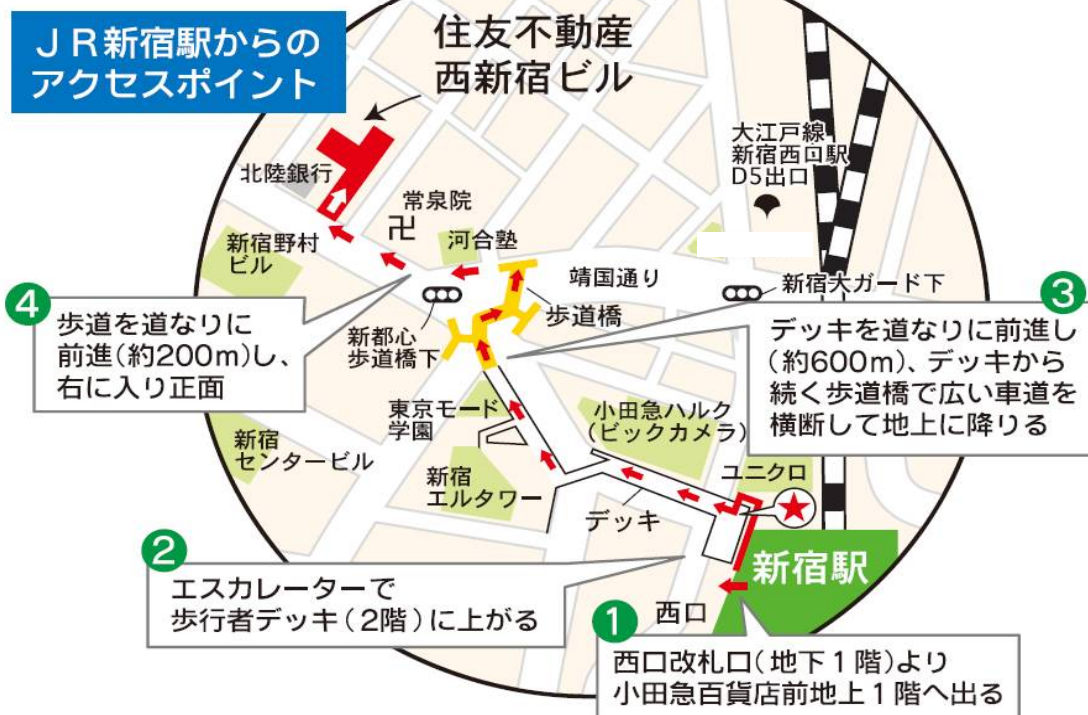 JR新宿駅からの
アクセスポイント
住友不動産
西新宿ビル
大江戸線
新宿西口駅
D5出口
北陸銀行
常泉院
新宿野村
ビル
河合塾
靖国通り
新宿大ガード下
歩道橋
新都心
歩道橋下
4
歩道を道なりに
前進(約200m)し、
右に入り正面
3
デッキを道なりに前進し
(約600m)、デッキから
続く歩道橋で広い車道を
横断して地上に降りる
東京モード
学園
小田急ハルク
(ビックカメラ)
新宿
センタービル
新宿
エルタワー
ユニクロ
デッキ
新宿駅
2
エスカレーターで
歩行者デッキ(2階)に上がる
西口
1
西口改札口(地下1階)より
小田急百貨店前地上1階へ出る